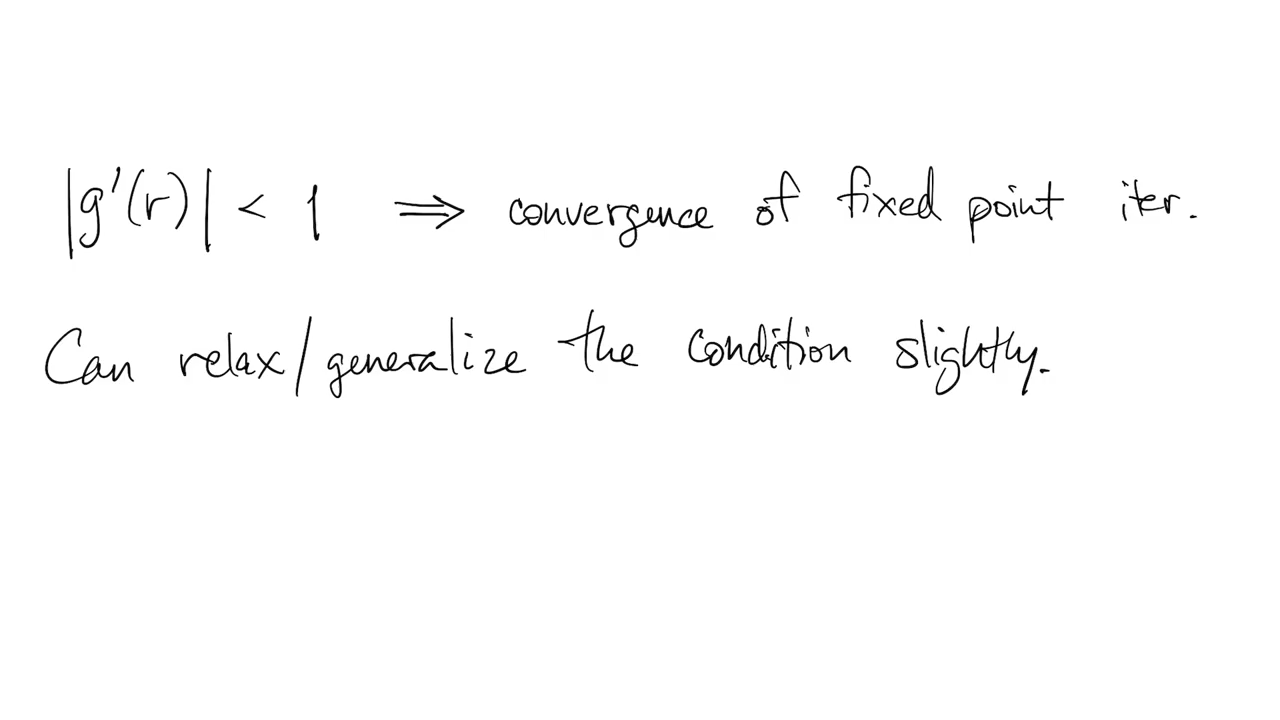 |g'(r)| < 1 ⇒ convergence of fixed point iter.
Can relax/generalize the condition slightly.